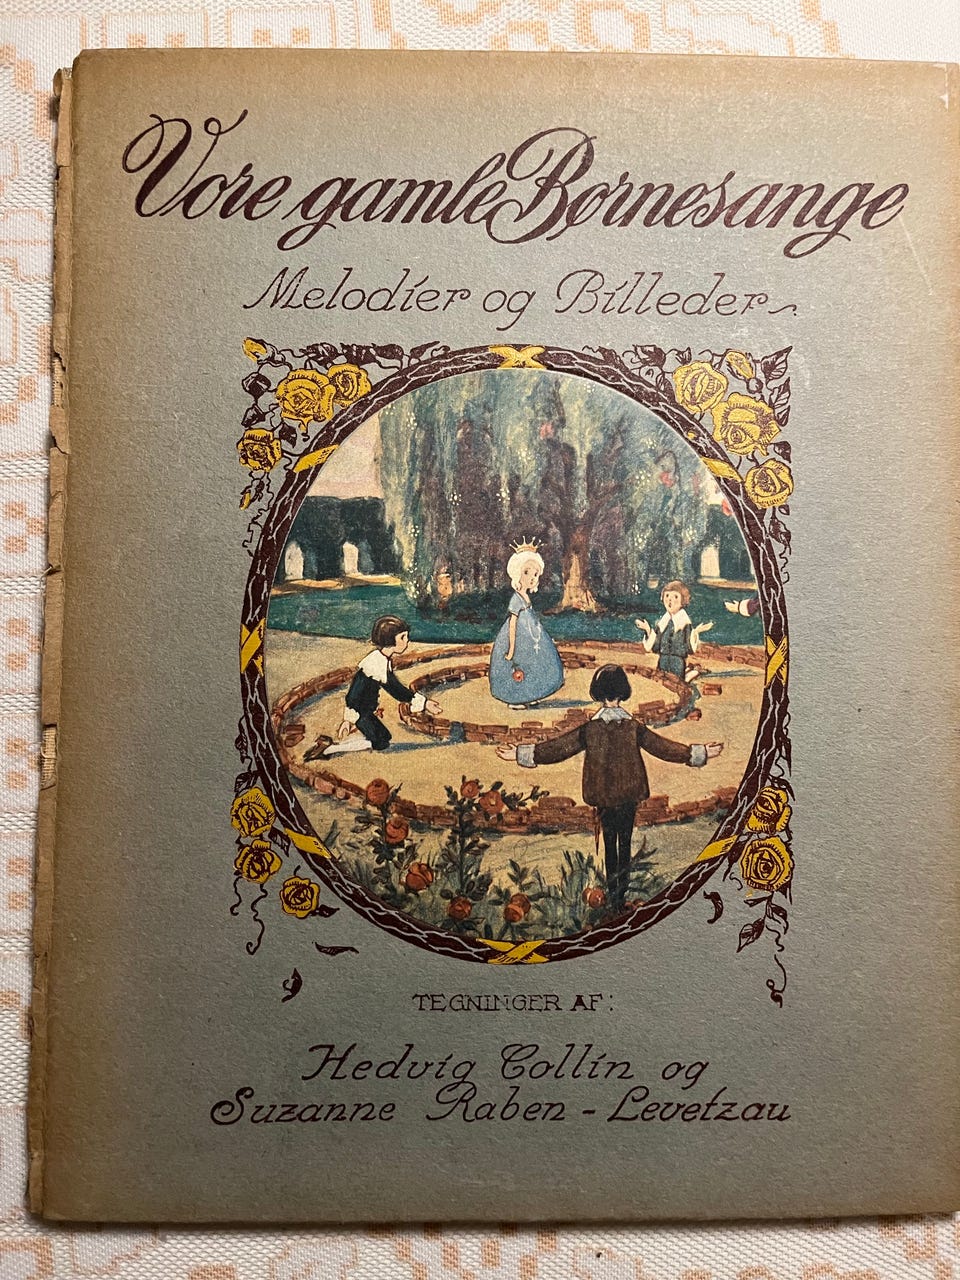 Vore gamle Børnesange
Melodier og Billeder
TEGNINGER AF:
Hedvig Collin og
Suzanne Raben-Levetzau